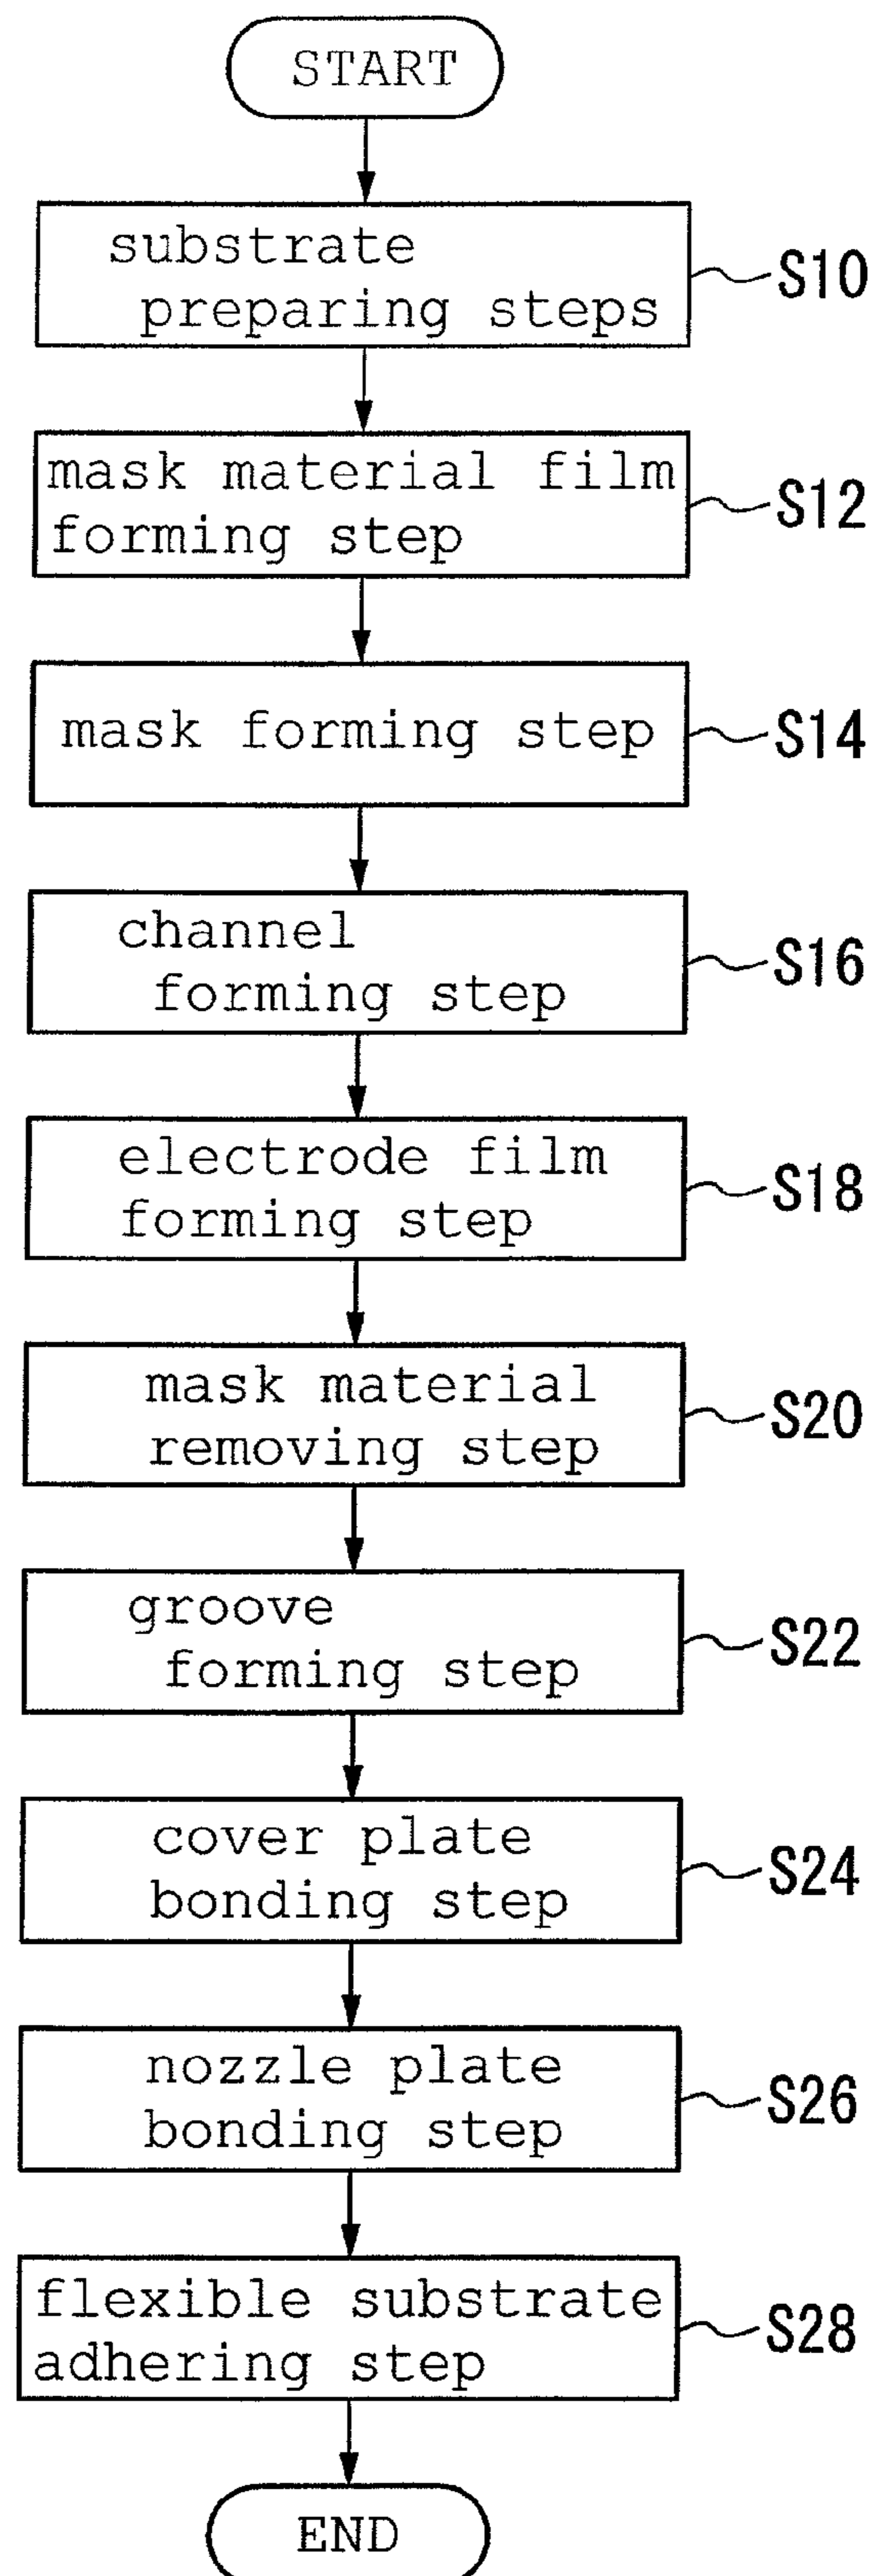 START
substrate
preparing steps
S10
mask material film
forming step
S12
mask forming step
S14
channel
forming step
S16
electrode film
forming step
S18
mask material
removing step
S20
groove
forming step
S22
cover plate
bonding step
S24
nozzle plate
bonding step
S26
flexible substrate
adhering step
S28
END